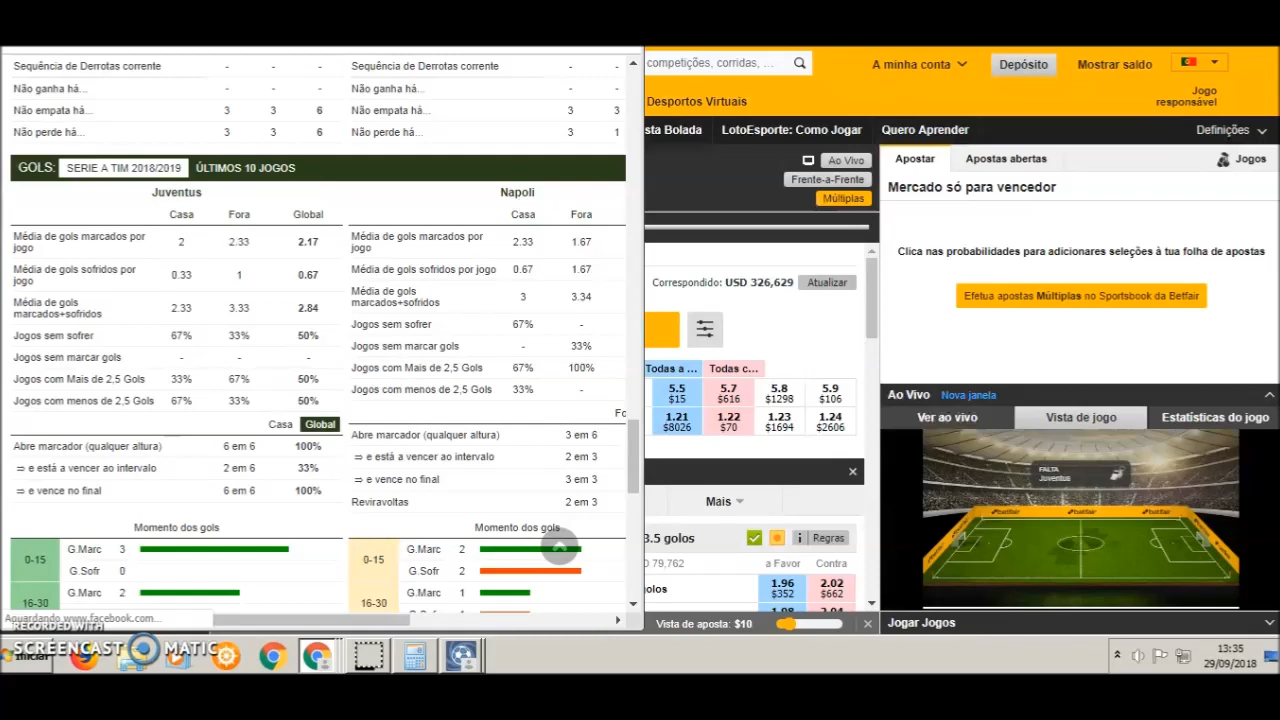 Sequência de Derrotas corrente - - - Sequência de Derrotas corrente - -
Não ganha há... - - - Não ganha há... - -
Não empata há... 3 3 6 Não empata há... 3 3
Não perde há... 3 3 6 Não perde há... 3 1
GOLS: SERIE A TIM 2018/2019 ÚLTIMOS 10 JOGOS
Juventus Napoli
Casa Fora Global Casa Fora
Média de gols marcados por
jogo 2 2.33 2.17
Média de gols marcados por
jogo 2.33 1.67
Média de gols sofridos por
jogo 0.33 1 0.67
Média de gols sofridos por jogo 0.67 1.67
Média de gols
marcados+sofridos 2.33 3.33 2.84
Média de gols
marcados+sofridos 3 3.34
Jogos sem sofrer 67% 33% 50%
Jogos sem sofrer 67% -
Jogos sem marcar gols - - -
Jogos sem marcar gols - 33%
Jogos com Mais de 2,5 Gols 33% 67% 50%
Jogos com Mais de 2,5 Gols 67% 100%
Jogos com menos de 2,5 Gols 67% 33% 50%
Jogos com menos de 2,5 Gols 33% -
Casa Global
Fo
Abre marcador (qualquer altura) 6 em 6 100%
⇒ e está a vencer ao intervalo 2 em 6 33%
⇒ e vence no final 6 em 6 100%
Abre marcador (qualquer altura) 3 em 6
⇒ e está a vencer ao intervalo 2 em 3
⇒ e vence no final 3 em 3
Reviravoltas 2 em 3
Momento dos gols
0-15 G.Marc 3
G.Sofr 0
16-30 G.Marc 2
Momento dos gols
0-15 G.Marc 2
G.Sofr 2
16-30 G.Marc 1
Aguardando www.facebook.com...
RECORDED WITH
SCREENCAST MATIC
Iniciar
competições, corridas, ...
A minha conta
Depósito
Mostrar saldo
Jogo
responsável
Desportos Virtuais
sta Bolada LotoEsporte: Como Jogar Quero Aprender Definições
Ao Vivo
Frente-a-Frente
Múltiplas
Correspondido: USD 326,629 Atualizar
Todas a ... Todas c...
5.5 5.7 5.8 5.9
$15 $616 $1298 $106
1.21 1.22 1.23 1.24
$8026 $70 $1694 $2606
Mais
3.5 golos i Regras
D 79,762 a Favor Contra
olos 1.96 2.02
$352 $662
Vista de aposta: $10
Apostar Apostas abertas Jogos
Mercado só para vencedor
Clica nas probabilidades para adicionares seleções à tua folha de apostas
Efetua apostas Múltiplas no Sportsbook da Betfair
Ao Vivo Nova janela
Ver ao vivo Vista de jogo Estatísticas do jogo
FALTA
Juventus
betfair betfair betfair
Jogar Jogos
13:35
29/09/2018